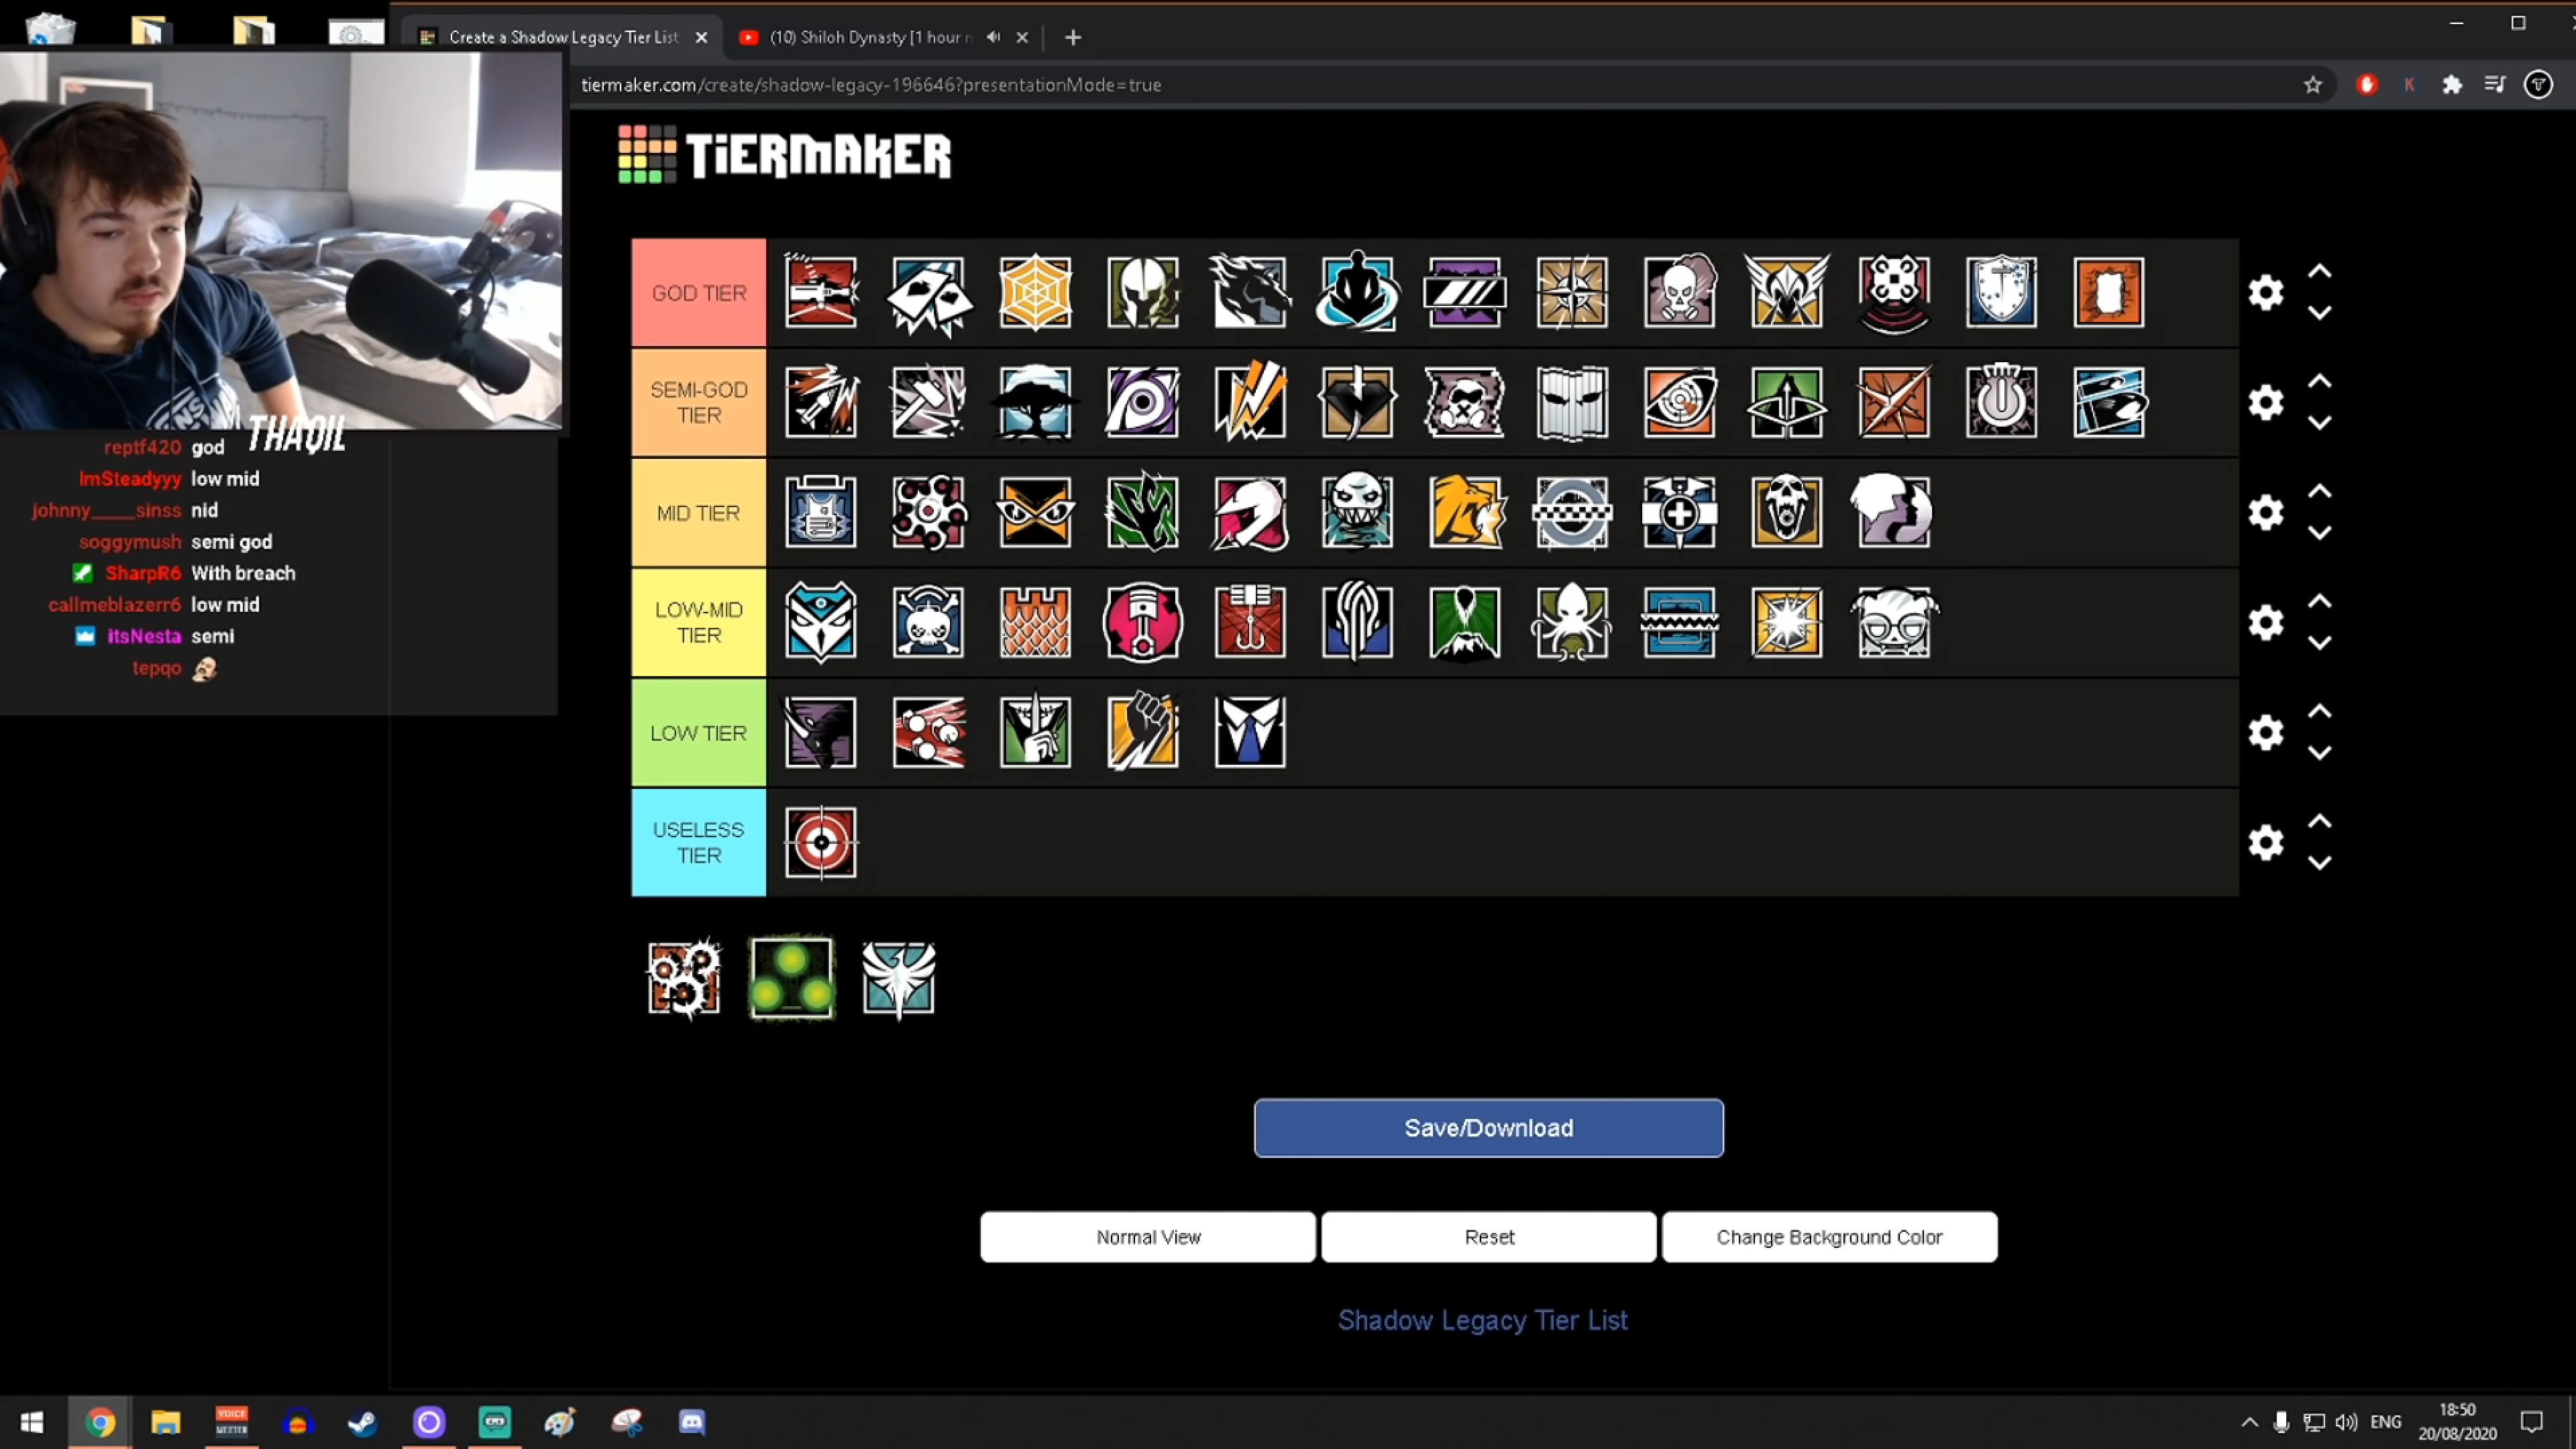 Create a Shadow Legacy Tier List
(10) Shiloh Dynasty [1 hour
tiermaker.com/create/shadow-legacy-196646?presentationMode=true
TiERMAKER
THAQIL
reptf420 god
ImSteadyyy low mid
johnny____sinss nid
soggymush semi god
SharpR6 With breach
callmeblazerr6 low mid
itsNesta semi
tepqo
GOD TIER
SEMI-GOD
TIER
MID TIER
LOW-MID
TIER
LOW TIER
USELESS
TIER
Save/Download
Normal View
Reset
Change Background Color
Shadow Legacy Tier List
VOICE
MEETER
ENG
18:50
20/08/2020